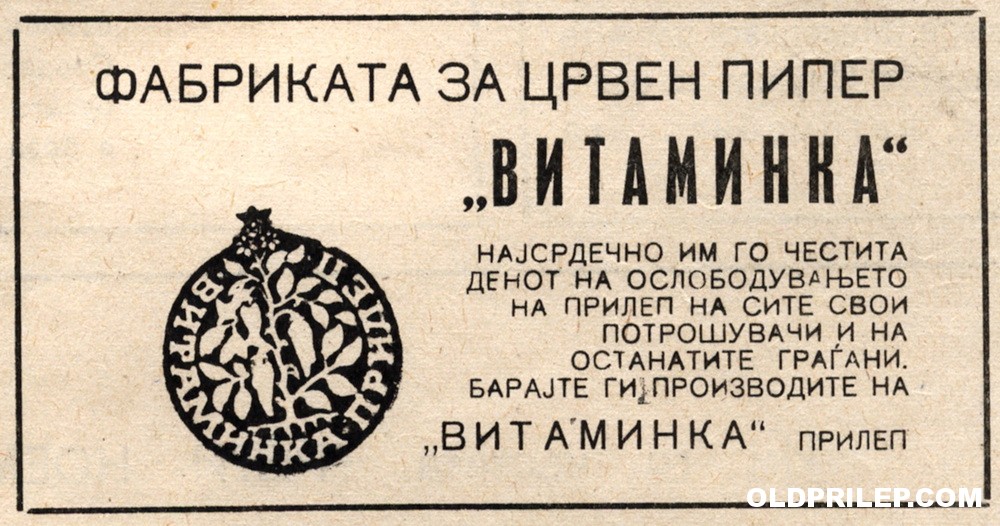 ФАБРИКАТА ЗА ЦРВЕН ПИПЕР
„ВИТАМИНКА“
НАЈСРДЕЧНО ИМ ГО ЧЕСТИТА
ДЕНОТ НА ОСЛОБОДУВАЊЕТО
НА ПРИЛЕП НА СИТЕ СВОИ
ПОТРОШУВАЧИ И НА
ОСТАНАТИТЕ ГРАЃАНИ.
БАРАЈТЕ ГИ ПРОИЗВОДИТЕ НА
„ВИТАМИНКА“ ПРИЛЕП
ВИТАМИНКА·ПРИЛЕП
OLDPRILEP.COM